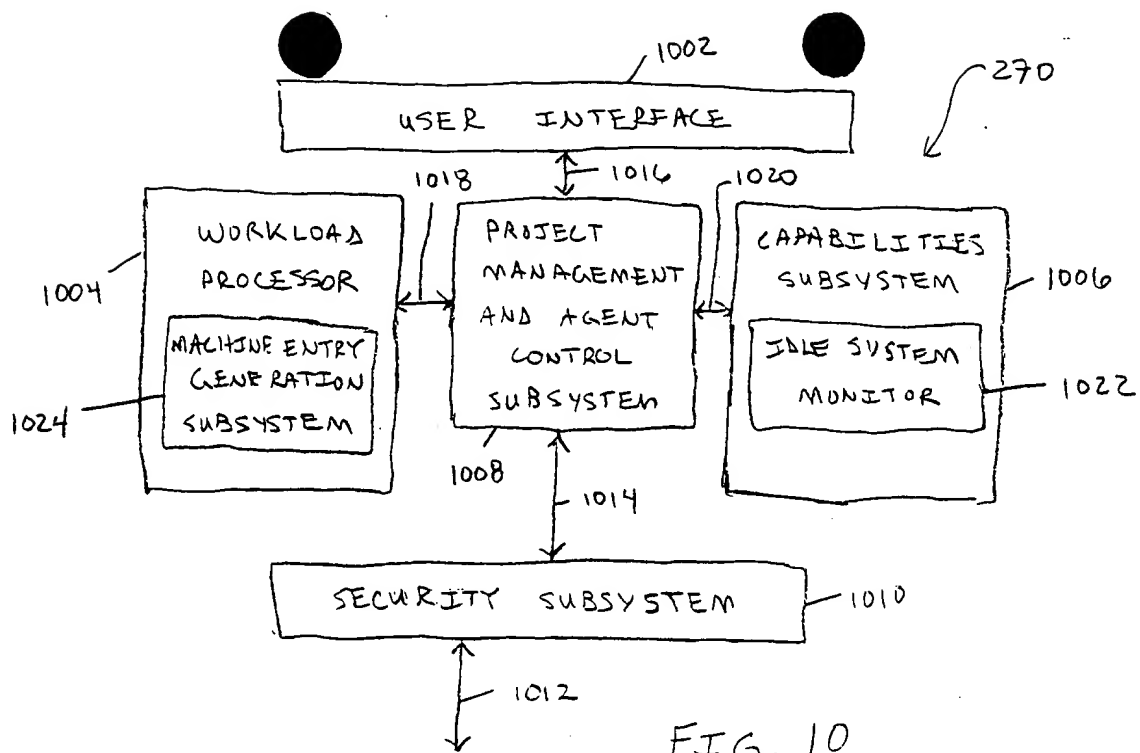 1002
270
USER INTERFACE
1018
1016
1020
1004
WORKLOAD
PROCESSOR
MACHINE ENTRY
GENERATION
SUBSYSTEM
1024
PROJECT
MANAGEMENT
AND AGENT
CONTROL
SUBSYSTEM
1008
CAPABILITIES
SUBSYSTEM
1006
IDLE SYSTEM
MONITOR
1022
1014
SECURITY SUBSYSTEM
1010
1012
FIG. 10